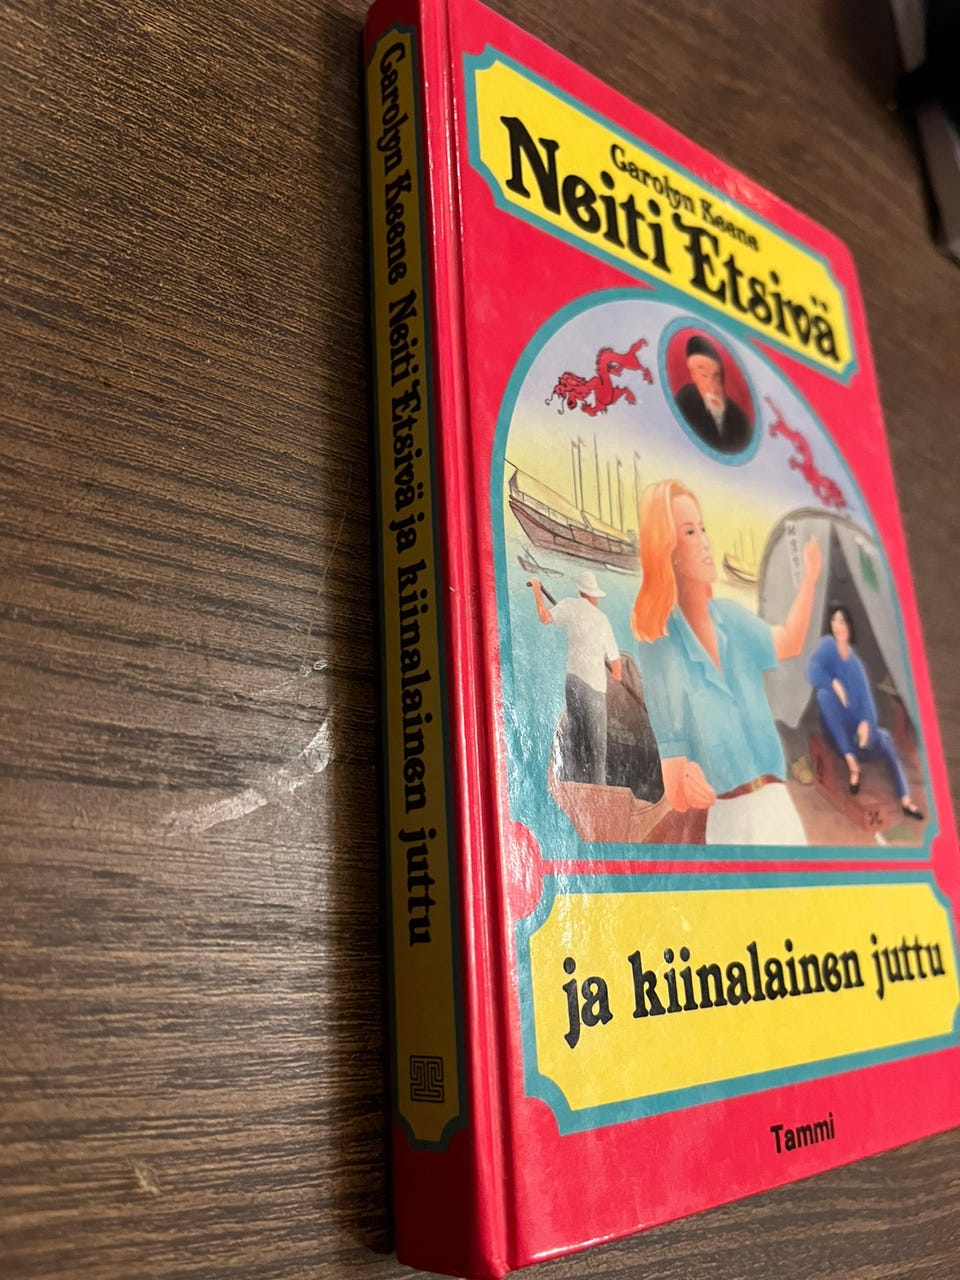 Carolyn Keene Neiti Etsivä ja kiinalainen juttu
Carolyn Keene
Neiti Etsivä
ja kiinalainen juttu
Tammi